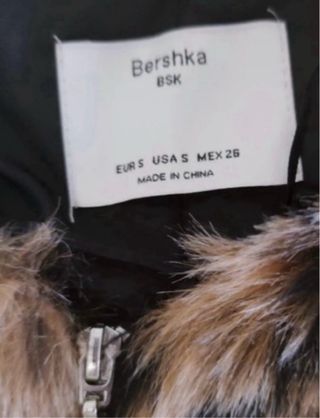 Bershka
BSK
EUR S USA S MEX 26
MADE IN CHINA